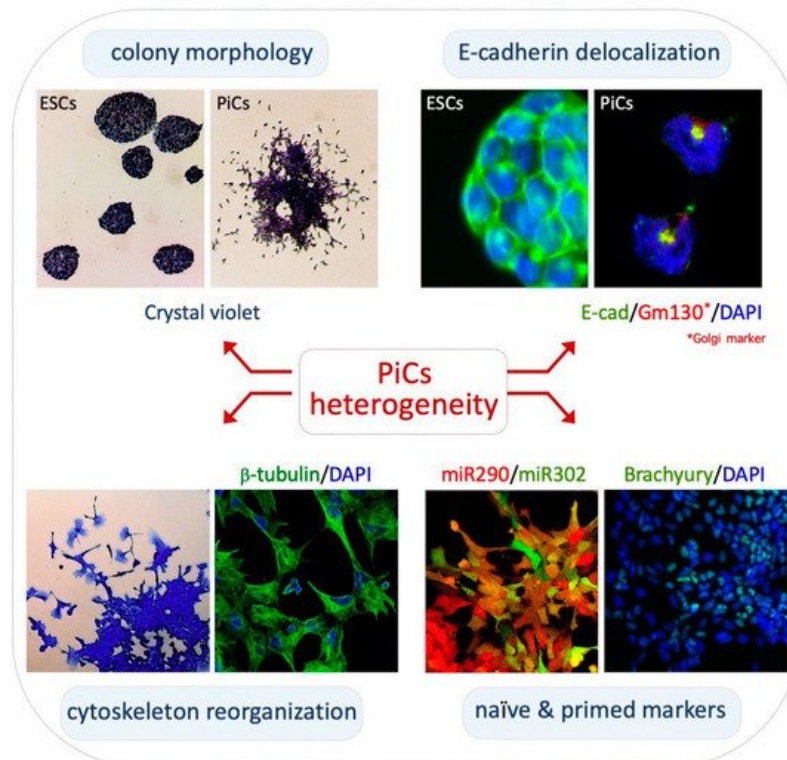 colony morphology
E-cadherin delocalization
ESCs
PiCs
ESCs
PiCs
Crystal violet
E-cad/Gm130*/DAPI
*Golgi marker
PiCs
heterogeneity
β-tubulin/DAPI
miR290/miR302
Brachyury/DAPI
cytoskeleton reorganization
naïve & primed markers